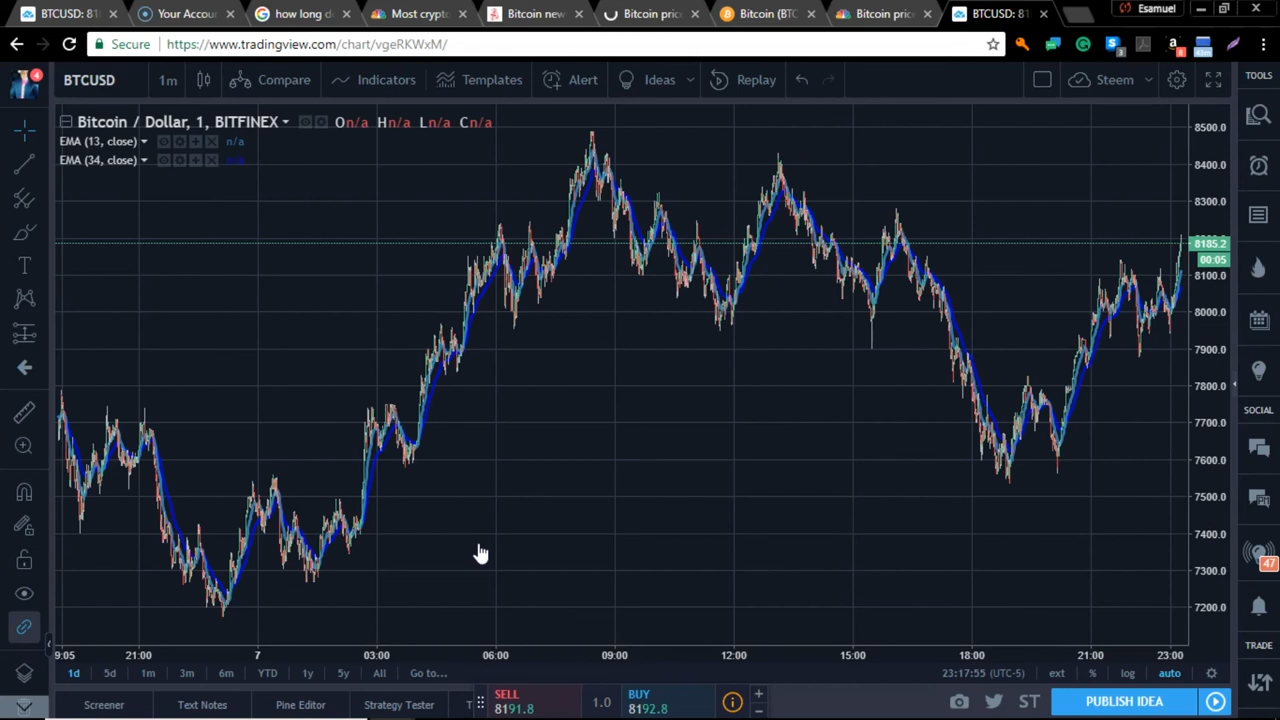 BTCUSD: 81
Your Accou
how long d
Most crypto
Bitcoin new
Bitcoin pric
Bitcoin (BTC
Bitcoin price
BTCUSD: 81
Esamuel
Secure
https://www.tradingview.com/chart/vgeRKWxM/
4
BTCUSD
1m
Compare
Indicators
Templates
Alert
Ideas
Replay
Steem
TOOLS
Bitcoin / Dollar, 1, BITFINEX
On/a Hn/a Ln/a Cn/a
EMA (13, close)
n/a
EMA (34, close)
n/a
8500.0
8400.0
8300.0
8185.2
00:05
8100.0
8000.0
7900.0
7800.0
7700.0
7600.0
7500.0
7400.0
7300.0
7200.0
SOCIAL
47
TRADE
9:05
21:00
7
03:00
06:00
09:00
12:00
15:00
18:00
21:00
23:00
1d
5d
1m
3m
6m
YTD
1y
5y
All
Go to...
23:17:55 (UTC-5)
ext
%
log
auto
Screener
Text Notes
Pine Editor
Strategy Tester
T
SELL
8191.8
1.0
BUY
8192.8
ST
PUBLISH IDEA